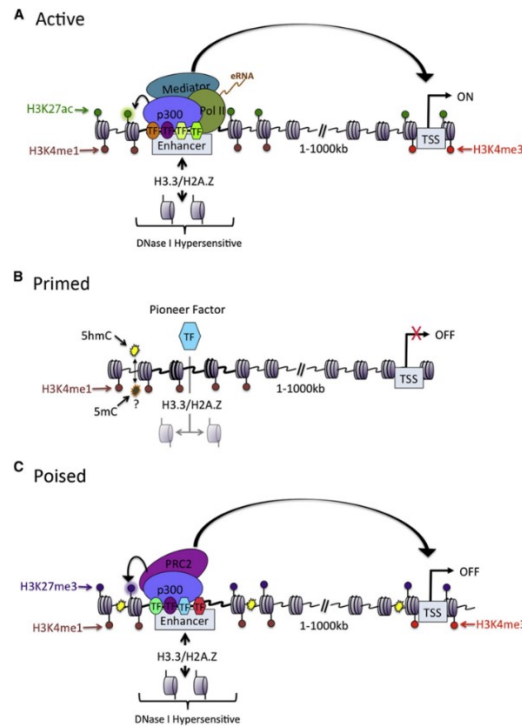 A Active
Mediator
eRNA
H3K27ac
p300
Pol II
ON
TF TF TF TF
TSS
Enhancer
H3K4me1
1-1000kb
H3K4me3
H3.3/H2A.Z
DNase I Hypersensitive
B Primed
Pioneer Factor
5hmC
TF
OFF
TSS
H3K4me1
1-1000kb
5mC
?
H3.3/H2A.Z
C Poised
PRC2
OFF
H3K27me3
p300
TF TF TF TF
TSS
Enhancer
H3K4me1
1-1000kb
H3K4me3
H3.3/H2A.Z
DNase I Hypersensitive